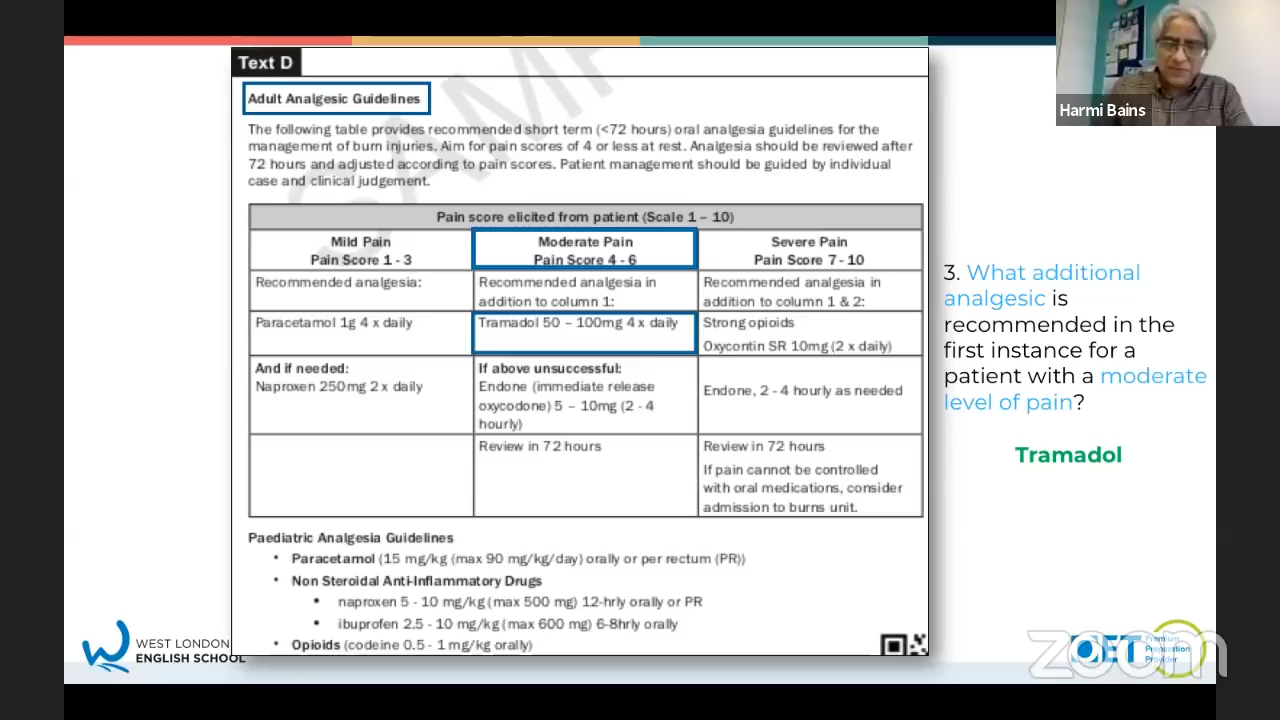 Text D
Adult Analgesic Guidelines
The following table provides recommended short term (<72 hours) oral analgesia guidelines for the
management of burn injuries. Aim for pain scores of 4 or less at rest. Analgesia should be reviewed after
72 hours and adjusted according to pain scores. Patient management should be guided by individual
case and clinical judgement.
Pain score elicited from patient (Scale 1 – 10)
Mild Pain
Pain Score 1 - 3
Moderate Pain
Pain Score 4 - 6
Severe Pain
Pain Score 7 - 10
Recommended analgesia:
Recommended analgesia in
addition to column 1:
Recommended analgesia in
addition to column 1 & 2:
Paracetamol 1g 4 x daily
Tramadol 50 – 100mg 4 x daily
Strong opioids
Oxycontin SR 10mg (2 x daily)
And if needed:
Naproxen 250mg 2 x daily
If above unsuccessful:
Endone (immediate release
oxycodone) 5 – 10mg (2 - 4
hourly)
Endone, 2 - 4 hourly as needed
Review in 72 hours
Review in 72 hours
If pain cannot be controlled
with oral medications, consider
admission to burns unit.
Paediatric Analgesia Guidelines
• Paracetamol (15 mg/kg (max 90 mg/kg/day) orally or per rectum (PR))
• Non Steroidal Anti-Inflammatory Drugs
• naproxen 5 - 10 mg/kg (max 500 mg) 12-hrly orally or PR
• ibuprofen 2.5 - 10 mg/kg (max 600 mg) 6-8hrly orally
• Opioids (codeine 0.5 - 1 mg/kg orally)
SAMP
3. What additional
analgesic is
recommended in the
first instance for a
patient with a moderate
level of pain?
Tramadol
Harmi Bains
WEST LONDON
ENGLISH SCHOOL
OET
Premium
Preparation
Provider
zoom